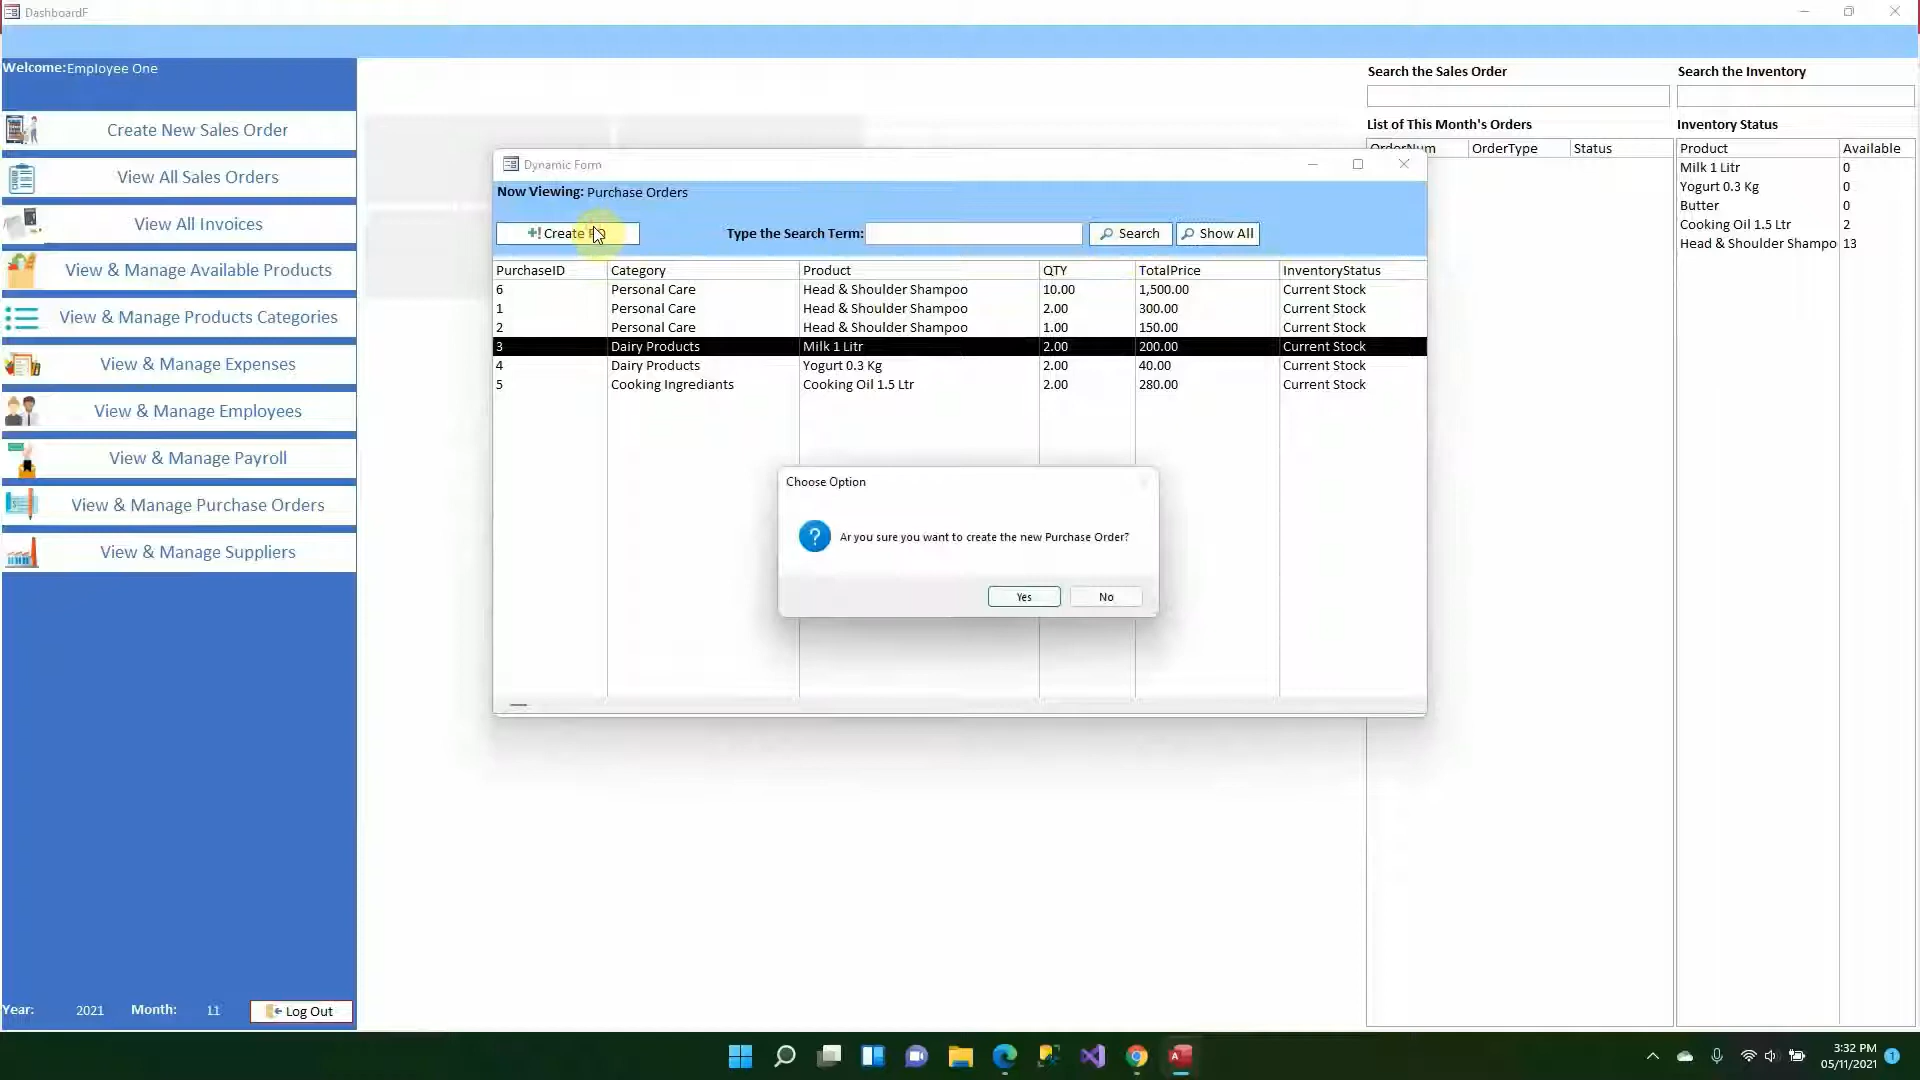 DashboardF
Welcome: Employee One
Create New Sales Order
View All Sales Orders
View All Invoices
View & Manage Available Products
View & Manage Products Categories
View & Manage Expenses
View & Manage Employees
View & Manage Payroll
View & Manage Purchase Orders
View & Manage Suppliers
Year: 2021 Month: 11 Log Out
Dynamic Form
Now Viewing: Purchase Orders
Create Type the Search Term: Search Show All
PurchaseID Category Product QTY TotalPrice InventoryStatus
6 Personal Care Head & Shoulder Shampoo 10.00 1,500.00 Current Stock
1 Personal Care Head & Shoulder Shampoo 2.00 300.00 Current Stock
2 Personal Care Head & Shoulder Shampoo 1.00 150.00 Current Stock
3 Dairy Products Milk 1 Litr 2.00 200.00 Current Stock
4 Dairy Products Yogurt 0.3 Kg 2.00 40.00 Current Stock
5 Cooking Ingrediants Cooking Oil 1.5 Ltr 2.00 280.00 Current Stock
Choose Option
Ar you sure you want to create the new Purchase Order?
Yes No
Search the Sales Order
List of This Month's Orders
OrderNum OrderType Status
Search the Inventory
Inventory Status
Product Available
Milk 1 Litr 0
Yogurt 0.3 Kg 0
Butter 0
Cooking Oil 1.5 Ltr 2
Head & Shoulder Shampo 13
3:32 PM
05/11/2021
1